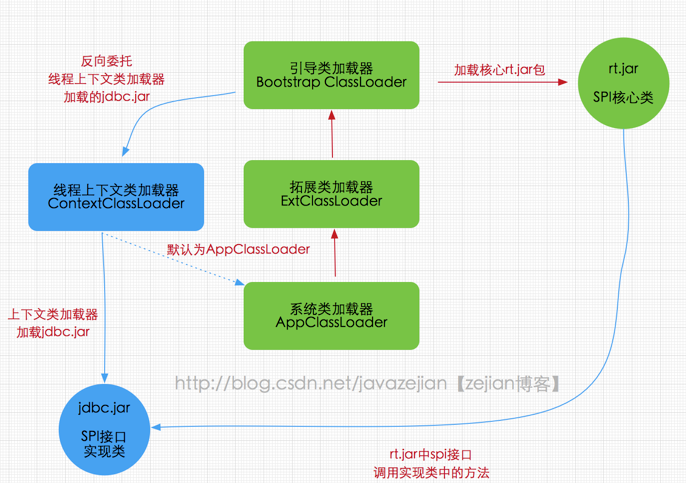 反向委托
线程上下文类加载器
加载的jdbc.jar
引导类加载器
Bootstrap ClassLoader
加载核心rt.jar包
rt.jar
SPI核心类
线程上下文类加载器
ContextClassLoader
拓展类加载器
ExtClassLoader
默认为AppClassLoader
系统类加载器
AppClassLoader
上下文类加载器
加载jdbc.jar
http://blog.csdn.net/javazejian【zejian博客】
jdbc.jar
SPI接口
实现类
rt.jar中spi接口
调用实现类中的方法